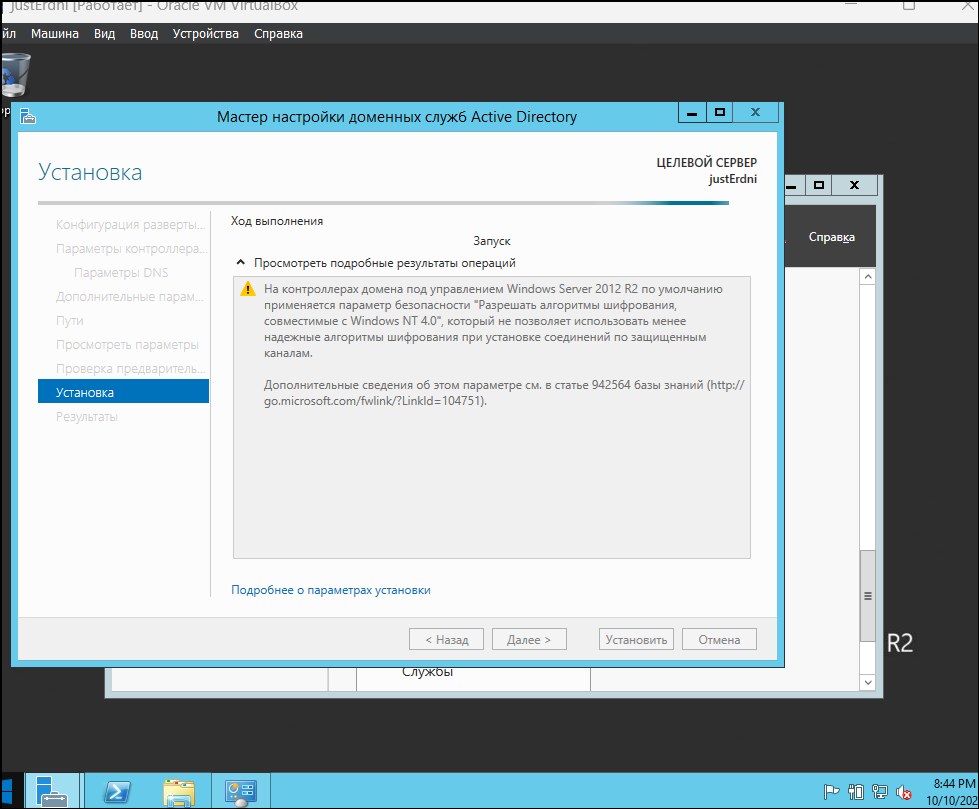 justErdni [Работает] - Oracle VM VirtualBox
йл Машина Вид Ввод Устройства Справка
Мастер настройки доменных служб Active Directory
Установка
ЦЕЛЕВОЙ СЕРВЕР
justErdni
Справка
Конфигурация разверты...
Параметры контроллера...
Параметры DNS
Дополнительные парам...
Пути
Просмотреть параметры
Проверка предваритель...
Установка
Результаты
Ход выполнения
Запуск
Просмотреть подробные результаты операций
На контроллерах домена под управлением Windows Server 2012 R2 по умолчанию
применяется параметр безопасности "Разрешать алгоритмы шифрования,
совместимые с Windows NT 4.0", который не позволяет использовать менее
надежные алгоритмы шифрования при установке соединений по защищенным
каналам.
Дополнительные сведения об этом параметре см. в статье 942564 базы знаний (http://
go.microsoft.com/fwlink/?LinkId=104751).
Подробнее о параметрах установки
< Назад Далее > Установить Отмена
R2
Службы
8:44 PM
10/10/202